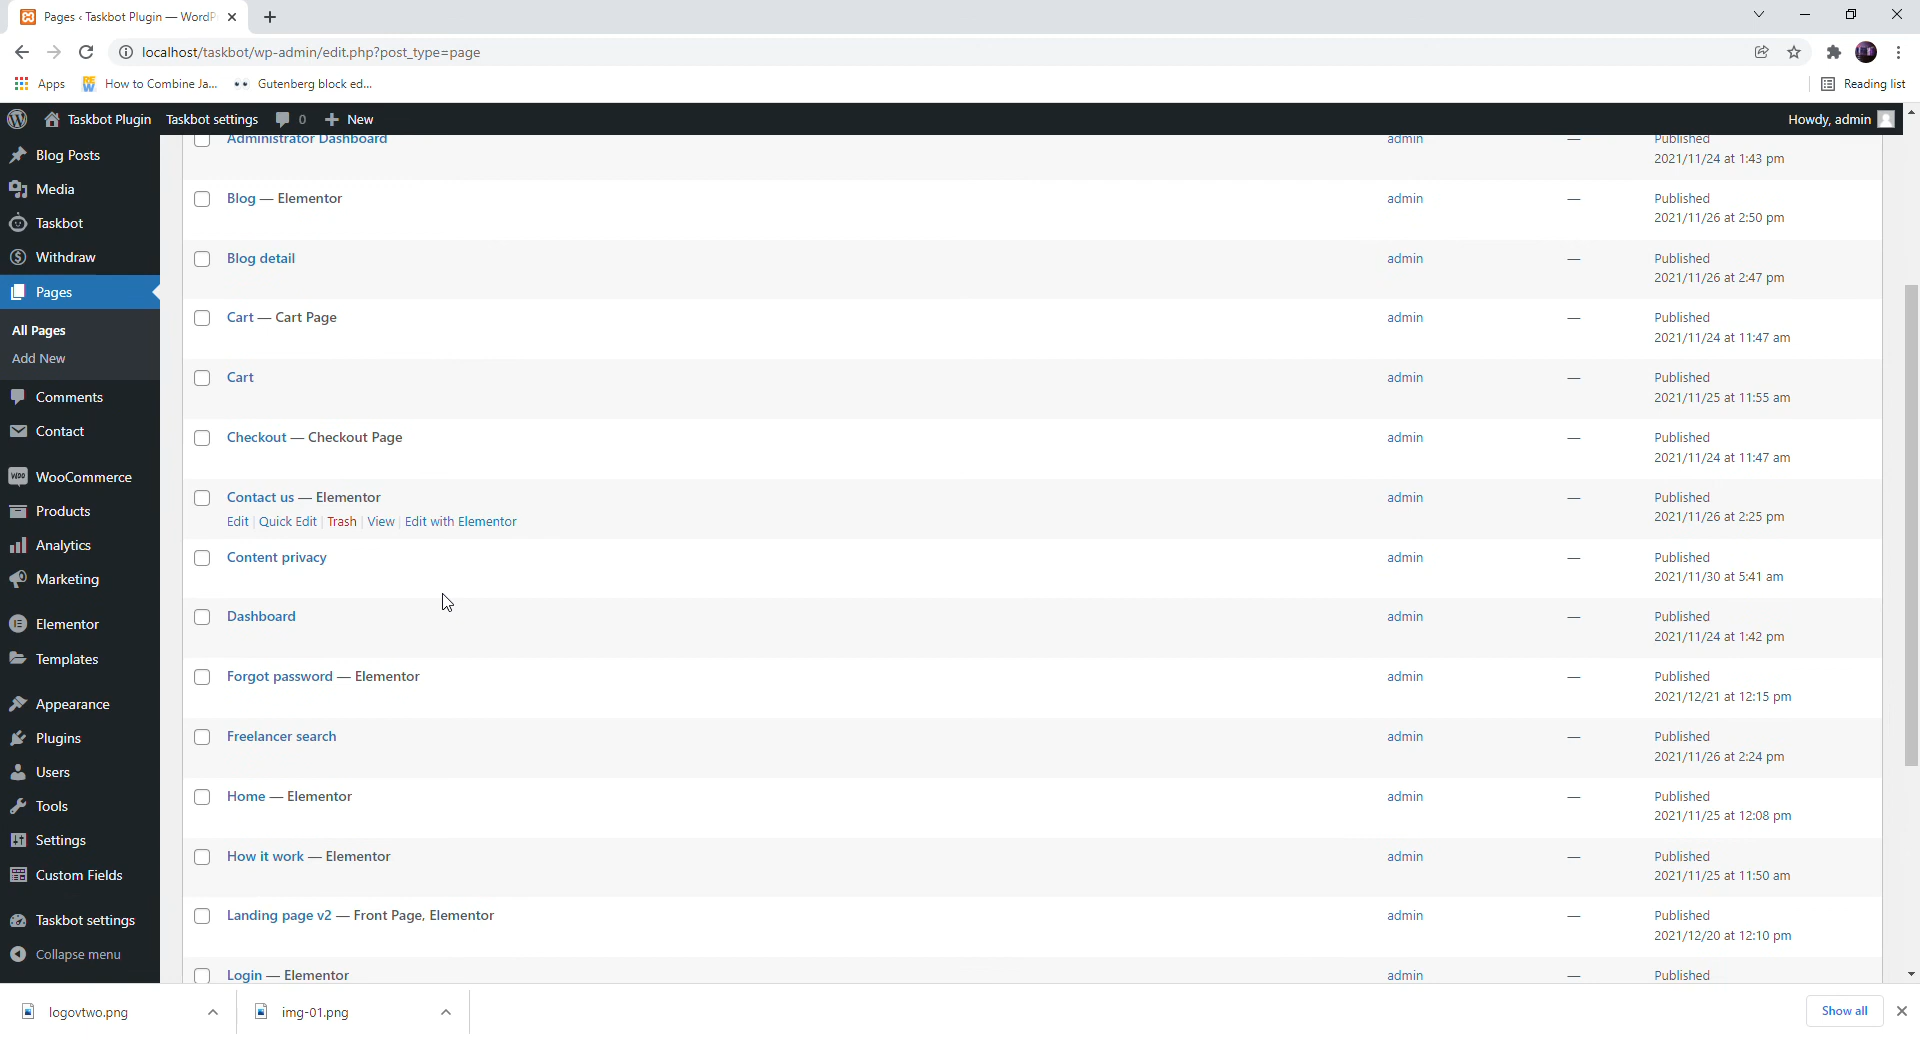 Pages ‹ Taskbot Plugin — WordP
localhost/taskbot/wp-admin/edit.php?post_type=page
Apps
How to Combine Ja...
Gutenberg block ed...
Reading list
Taskbot Plugin
Taskbot settings
0
New
Howdy, admin
Blog Posts
Media
Taskbot
Withdraw
Pages
All Pages
Add New
Comments
Contact
WooCommerce
Products
Analytics
Marketing
Elementor
Templates
Appearance
Plugins
Users
Tools
Settings
Custom Fields
Taskbot settings
Collapse menu
Administrator Dashboard admin — Published
2021/11/24 at 1:43 pm
Blog — Elementor admin — Published
2021/11/26 at 2:50 pm
Blog detail admin — Published
2021/11/26 at 2:47 pm
Cart — Cart Page admin — Published
2021/11/24 at 11:47 am
Cart admin — Published
2021/11/25 at 11:55 am
Checkout — Checkout Page admin — Published
2021/11/24 at 11:47 am
Contact us — Elementor admin — Published
2021/11/26 at 2:25 pm
Edit | Quick Edit | Trash | View | Edit with Elementor
Content privacy admin — Published
2021/11/30 at 5:41 am
Dashboard admin — Published
2021/11/24 at 1:42 pm
Forgot password — Elementor admin — Published
2021/12/21 at 12:15 pm
Freelancer search admin — Published
2021/11/26 at 2:24 pm
Home — Elementor admin — Published
2021/11/25 at 12:08 pm
How it work — Elementor admin — Published
2021/11/25 at 11:50 am
Landing page v2 — Front Page, Elementor admin — Published
2021/12/20 at 12:10 pm
Login — Elementor admin — Published
logovtwo.png
img-01.png
Show all